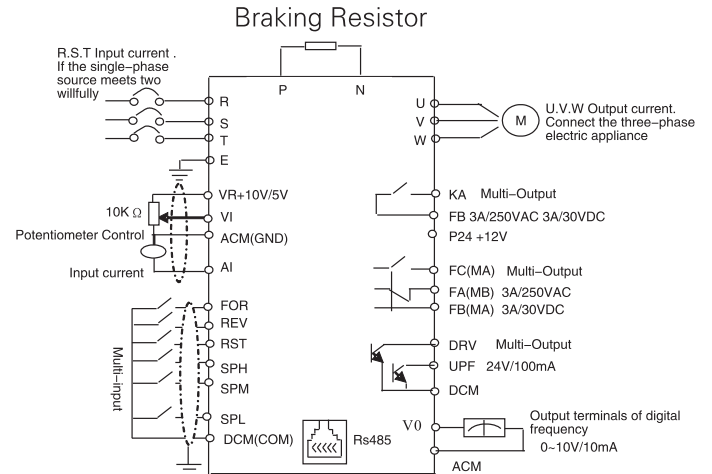 Braking Resistor
R.S.T Input current .
If the single-phase
source meets two
willfully
P
N
R
S
T
E
U
V
W
M
U.V.W Output current.
Connect the three-phase
electric appliance
VR+10V/5V
10K Ω
VI
Potentiometer Control
ACM(GND)
Input current
AI
KA Multi-Output
FB 3A/250VAC 3A/30VDC
P24 +12V
FC(MA) Multi-Output
FA(MB) 3A/250VAC
FB(MA) 3A/30VDC
FOR
REV
RST
SPH
SPM
SPL
DCM(COM)
Multi-input
DRV Multi-Output
UPF 24V/100mA
DCM
Rs485
V0
Output terminals of digital
frequency
0~10V/10mA
ACM